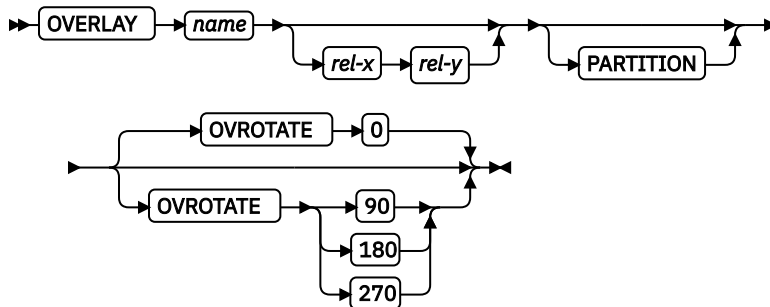 OVERLAY name
rel-x rel-y PARTITION
OVROTATE 0
OVROTATE 90
180
270